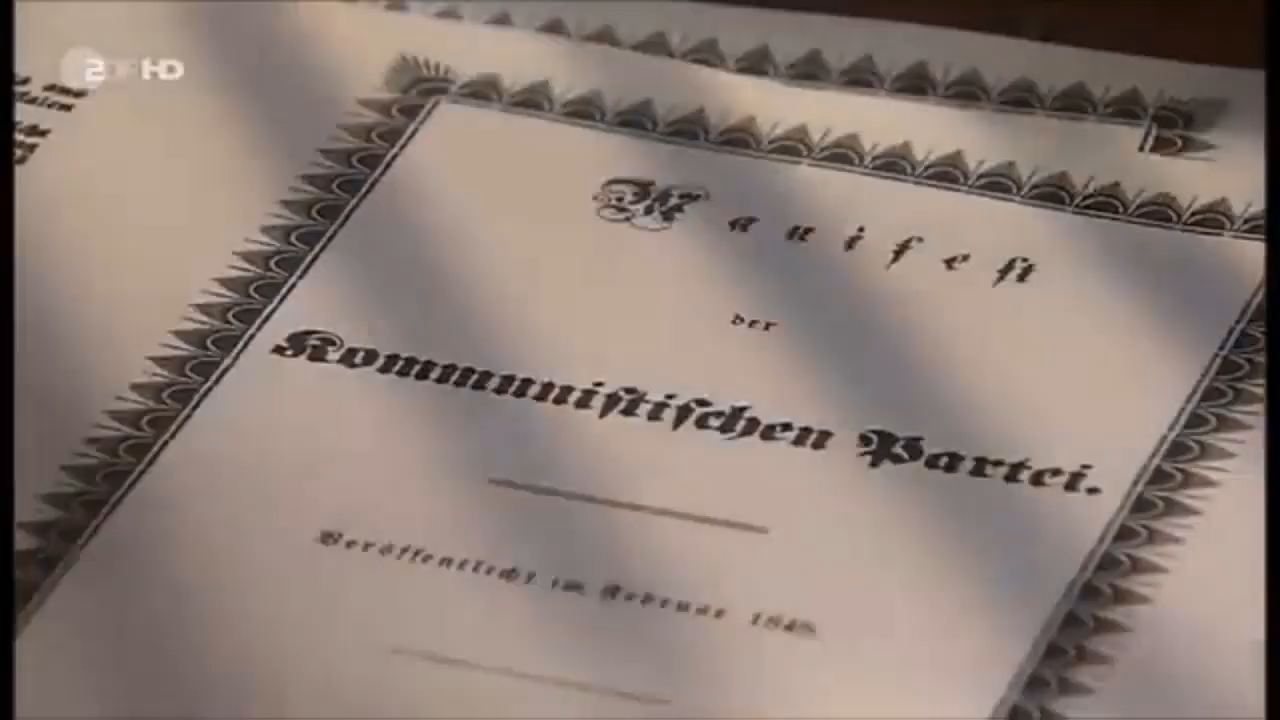 ZDF HD
Manifest
der
Kommunistischen Partei.
Veröffentlicht im Februar 1848.